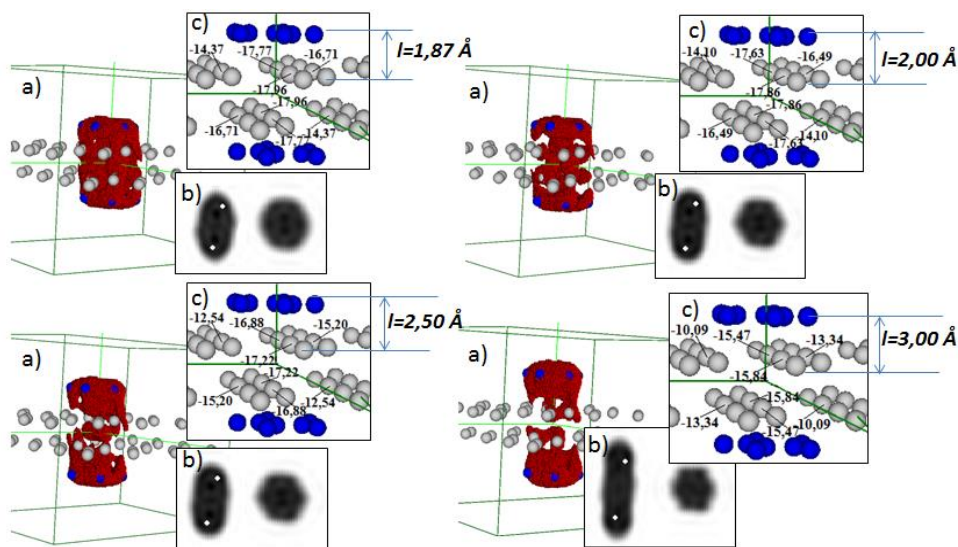 c)
-14,37
-17,77
-16,71
l=1,87 Å
-17,96
-17,96
-16,71
-17,77
-14,37
a)
b)
c)
-14,10
-17,63
-16,49
l=2,00 Å
-17,86
-17,86
-16,49
-17,63
-14,10
a)
b)
c)
-12,54
-16,88
-15,20
l=2,50 Å
-17,22
-17,22
-15,20
-16,88
-12,54
a)
b)
c)
-10,09
-15,47
-13,34
l=3,00 Å
-15,84
-15,84
-13,34
-15,47
-10,09
a)
b)